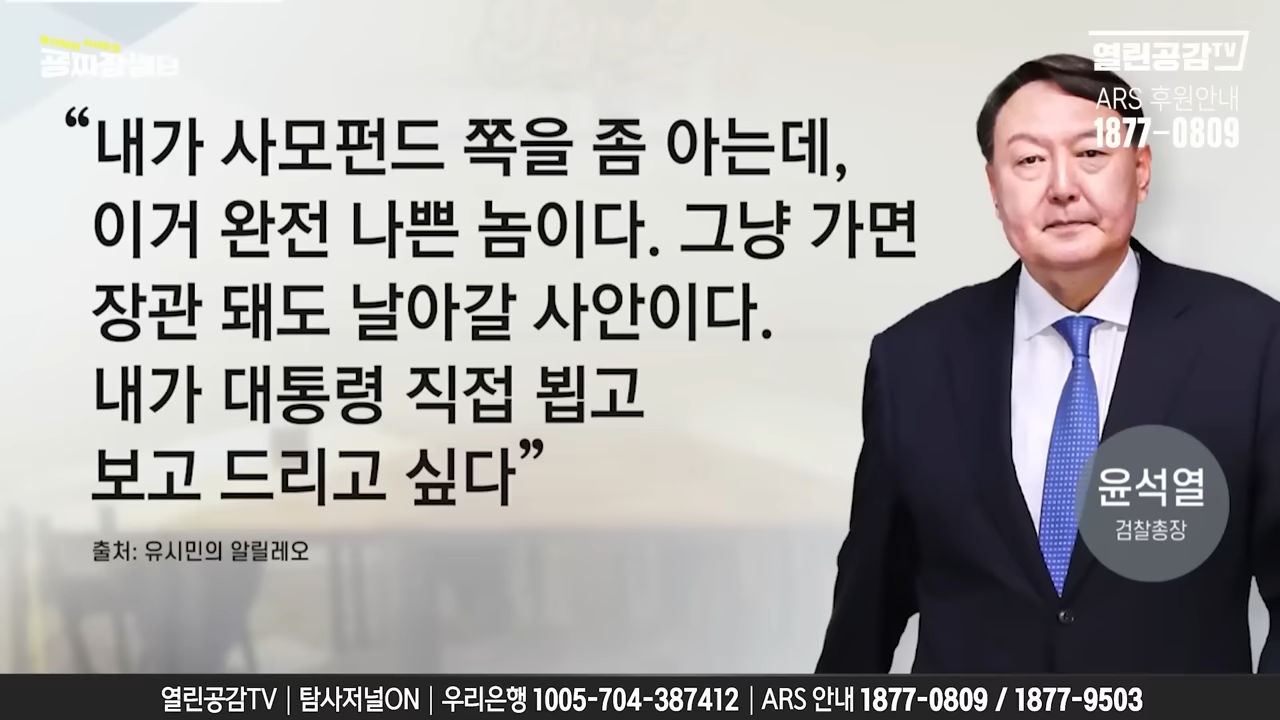 열린공감TV
ARS 후원안내
1877-0809
“내가 사모펀드 쪽을 좀 아는데,
이거 완전 나쁜 놈이다. 그냥 가면
장관 돼도 날아갈 사안이다.
내가 대통령 직접 뵙고
보고 드리고 싶다”
출처: 유시민의 알릴레오
윤석열
검찰총장
열린공감TV | 탐사저널ON | 우리은행 1005-704-387412 | ARS 안내 1877-0809 / 1877-9503